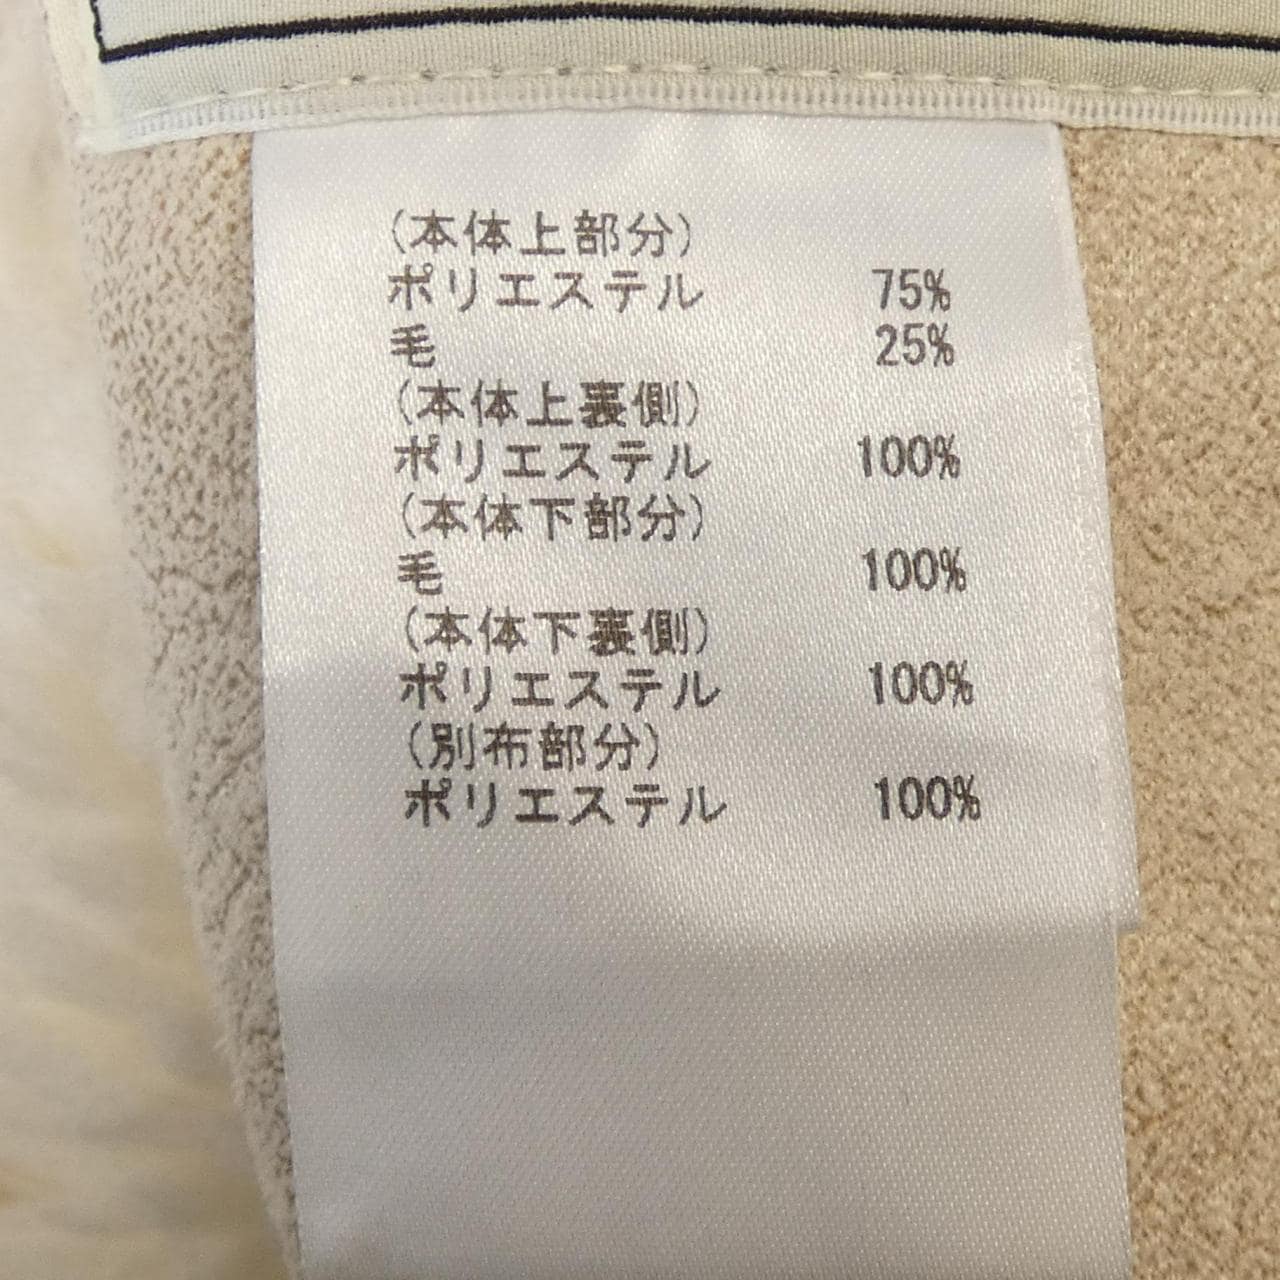 (本体上部分)
ポリエステル 75%
毛 25%
(本体上裏側)
ポリエステル 100%
(本体下部分)
毛 100%
(本体下裏側)
ポリエステル 100%
(別布部分)
ポリエステル 100%